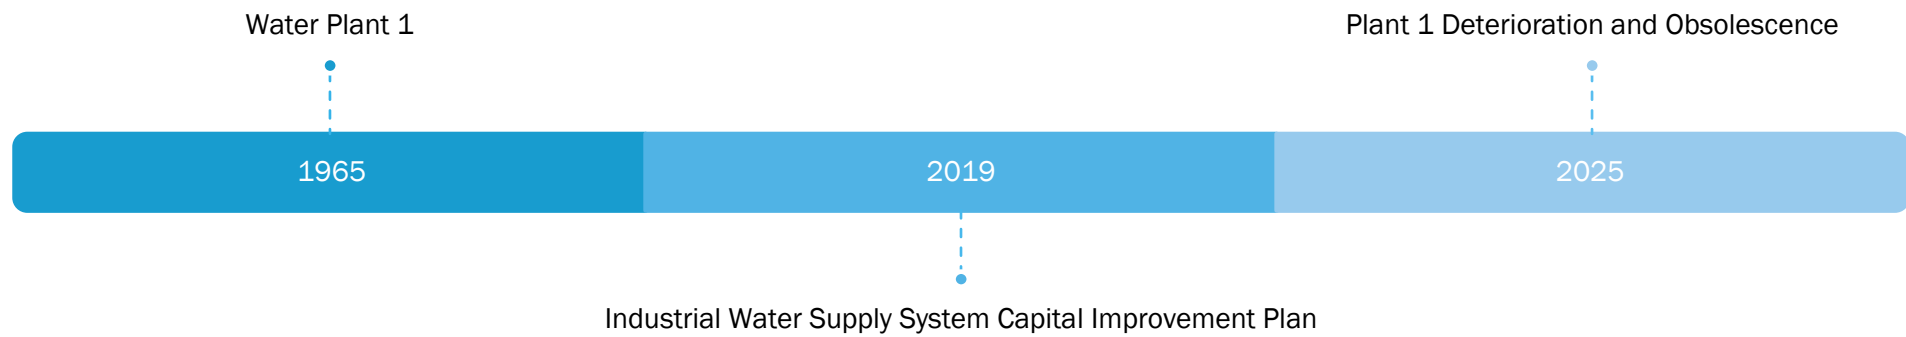 Water Plant 1
Plant 1 Deterioration and Obsolescence
1965
2019
2025
Industrial Water Supply System Capital Improvement Plan